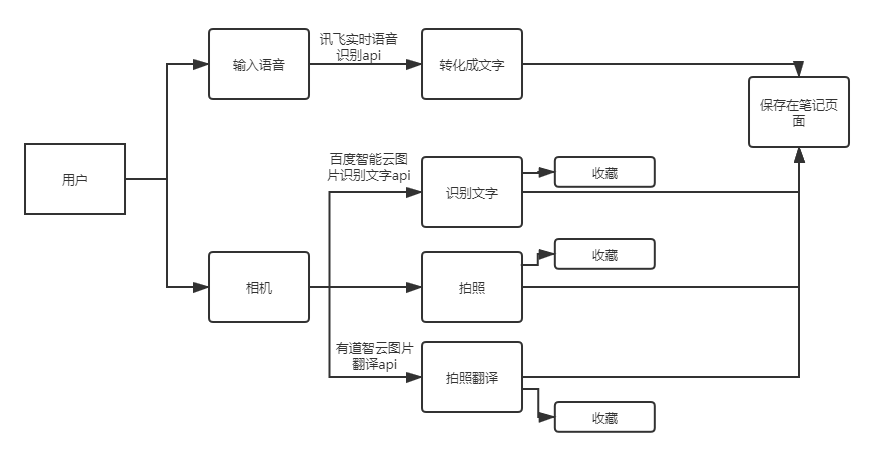 讯飞实时语音
识别api
输入语音
转化成文字
保存在笔记页
面
百度智能云图
片识别文字api
收藏
用户
识别文字
收藏
相机
拍照
有道智云图片
翻译api
拍照翻译
收藏